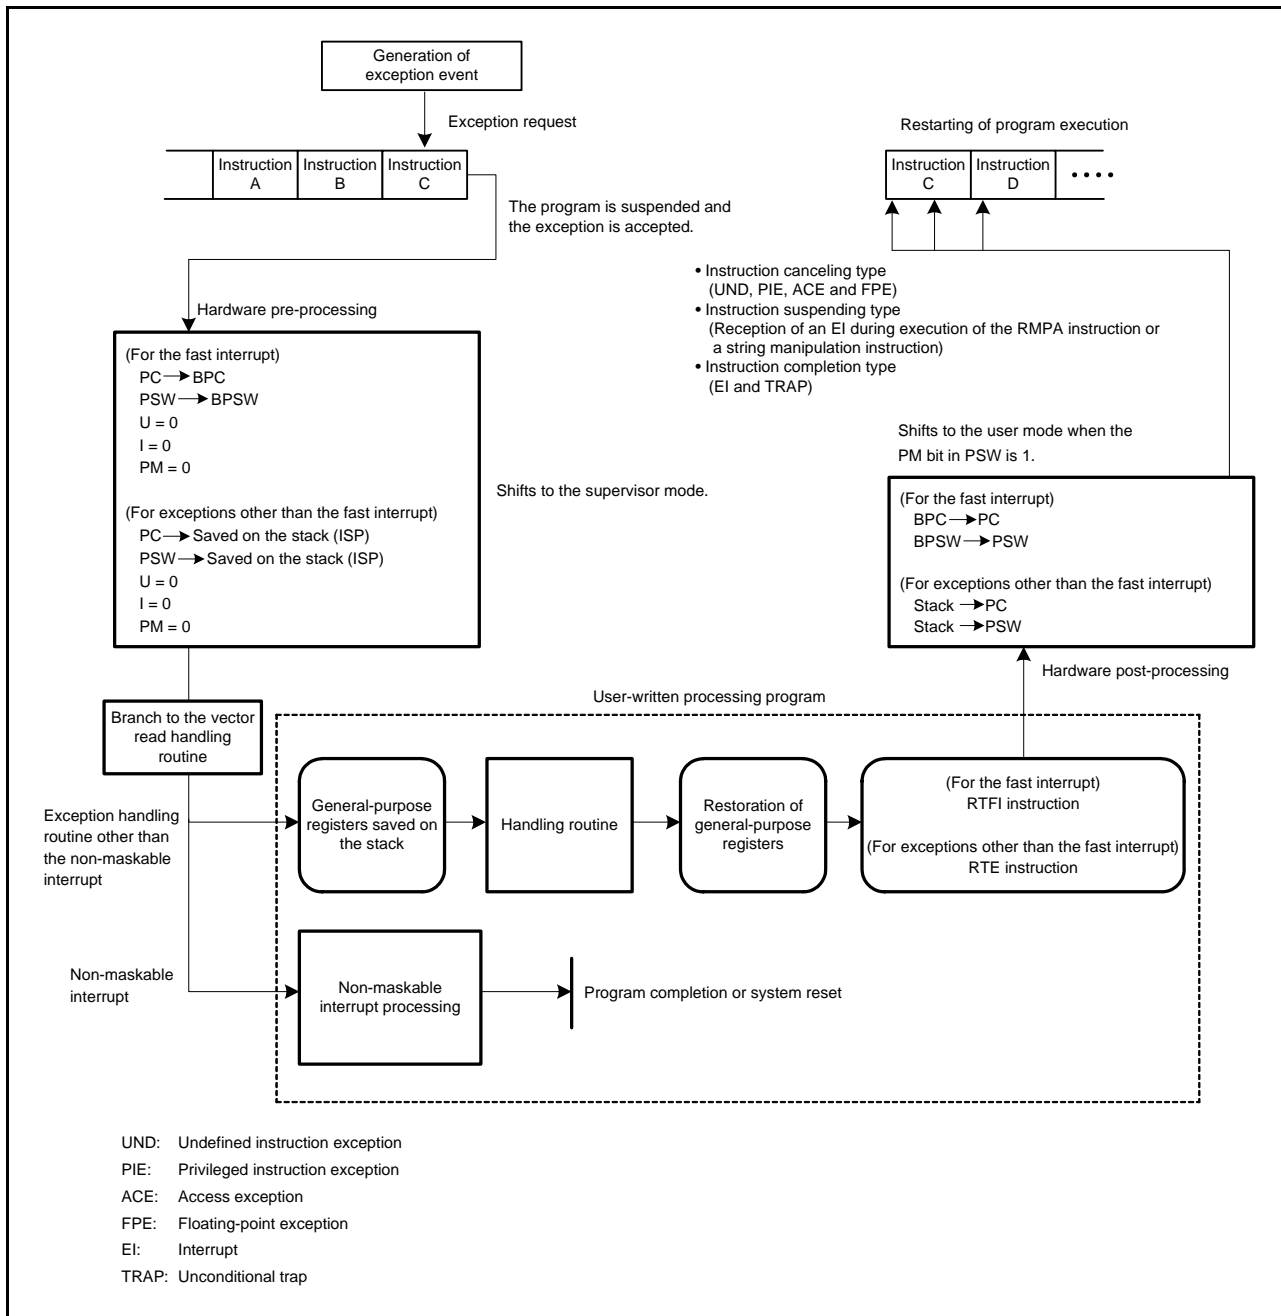 Generation of
exception event
Exception request
Instruction
A
Instruction
B
Instruction
C
The program is suspended and
the exception is accepted.
Restarting of program execution
Instruction
C
Instruction
D
• • • •
• Instruction canceling type
(UND, PIE, ACE and FPE)
• Instruction suspending type
(Reception of an EI during execution of the RMPA instruction or
a string manipulation instruction)
• Instruction completion type
(EI and TRAP)
Hardware pre-processing
(For the fast interrupt)
PC → BPC
PSW → BPSW
U = 0
I = 0
PM = 0
(For exceptions other than the fast interrupt)
PC → Saved on the stack (ISP)
PSW → Saved on the stack (ISP)
U = 0
I = 0
PM = 0
Shifts to the supervisor mode.
Shifts to the user mode when the
PM bit in PSW is 1.
(For the fast interrupt)
BPC → PC
BPSW → PSW
(For exceptions other than the fast interrupt)
Stack → PC
Stack → PSW
Hardware post-processing
User-written processing program
Branch to the vector
read handling
routine
Exception handling
routine other than
the non-maskable
interrupt
General-purpose
registers saved on
the stack
Handling routine
Restoration of
general-purpose
registers
(For the fast interrupt)
RTFI instruction
(For exceptions other than the fast interrupt)
RTE instruction
Non-maskable
interrupt
Non-maskable
interrupt processing
Program completion or system reset
UND: Undefined instruction exception
PIE: Privileged instruction exception
ACE: Access exception
FPE: Floating-point exception
EI: Interrupt
TRAP: Unconditional trap